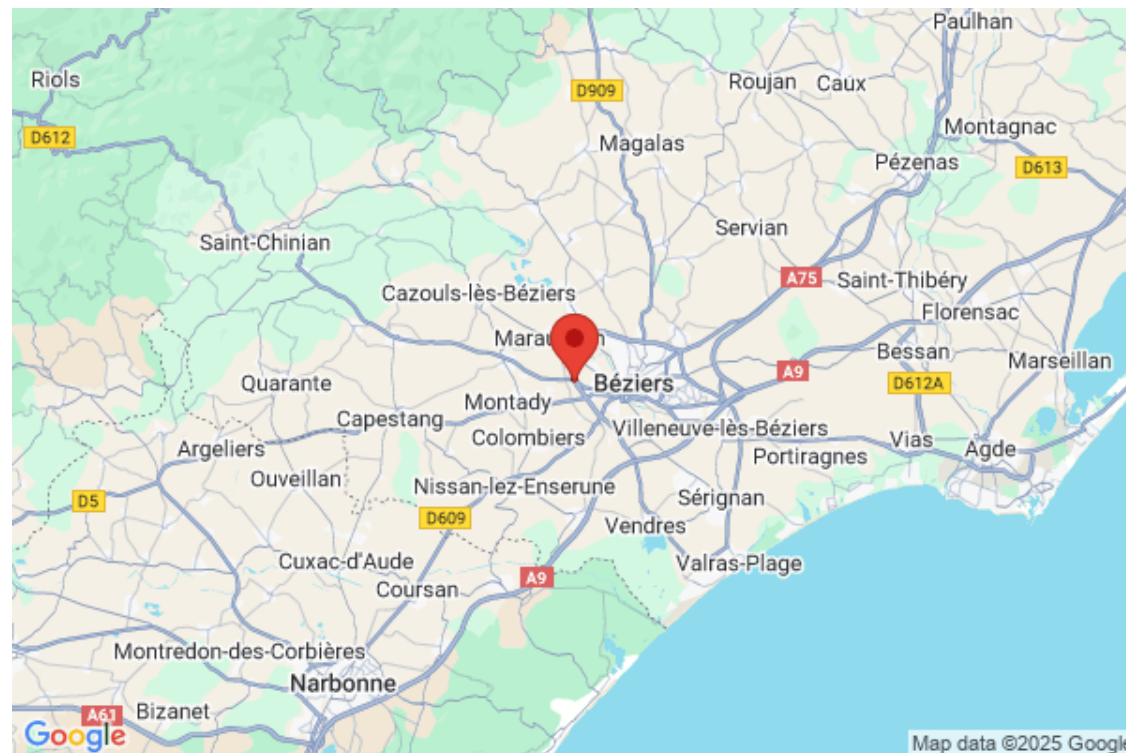 Paulhan
Riols
Roujan
Caux
D909
D612
Magalas
Montagnac
Pézenas
D613
Saint-Chinian
Servian
A75
Saint-Thibéry
Cazouls-lès-Béziers
Florensac
Bessan
Marseillan
A9
Quarante
Béziers
D612A
Montady
Capestang
Colombiers
Villeneuve-lès-Béziers
Vias
Agde
Argeliers
Portiragnes
Ouveillan
Nissan-lez-Enserune
Sérignan
D5
D609
Vendres
Cuxac-d'Aude
Valras-Plage
A9
Coursan
Montredon-des-Corbières
Narbonne
A61
Bizanet
Google
Map data ©2025 Google